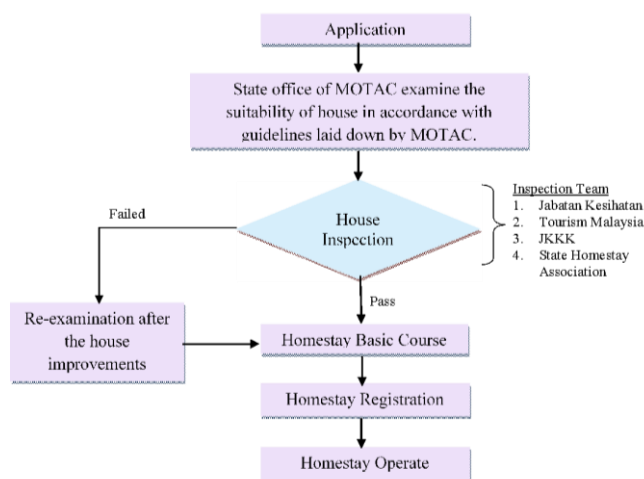 Application
State office of MOTAC examine the
suitability of house in accordance with
guidelines laid down by MOTAC.
Inspection Team
1. Jabatan Kesihatan
2. Tourism Malaysia
3. JKKK
4. State Homestay
Association
House
Inspection
Failed
Pass
Re-examination after
the house
improvements
Homestay Basic Course
Homestay Registration
Homestay Operate